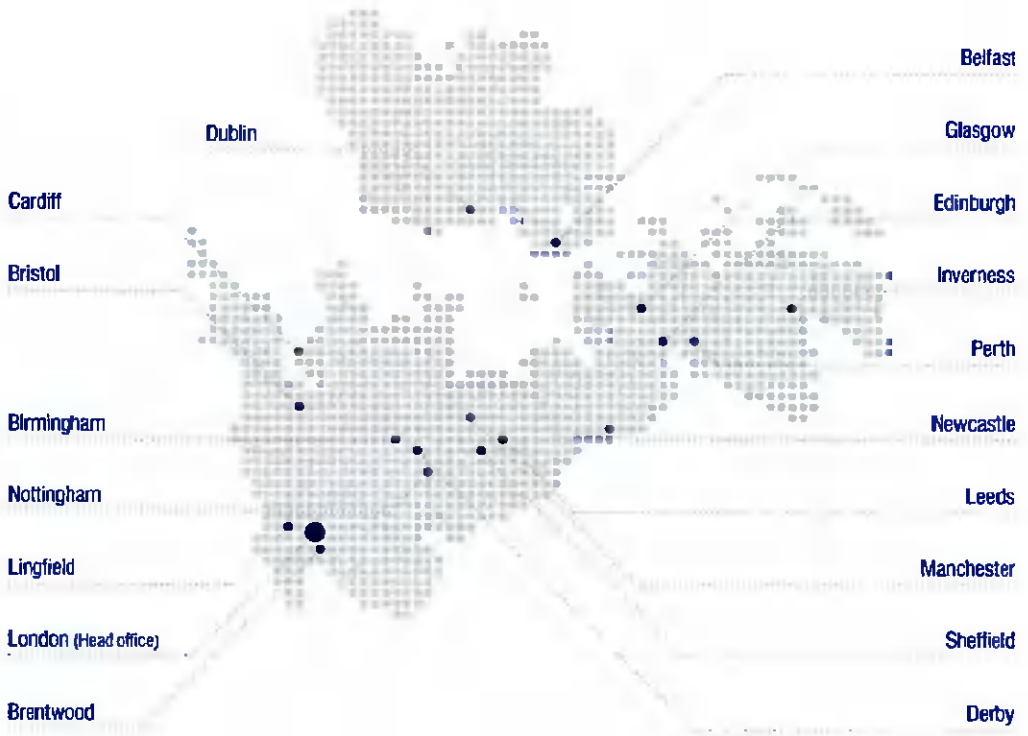 Dublin
Cardiff
Bristol
Birmingham
Nottingham
Lingfield
London (Head office)
Brentwood
Belfast
Glasgow
Edinburgh
Inverness
Perth
Newcastle
Leeds
Manchester
Sheffield
Derby